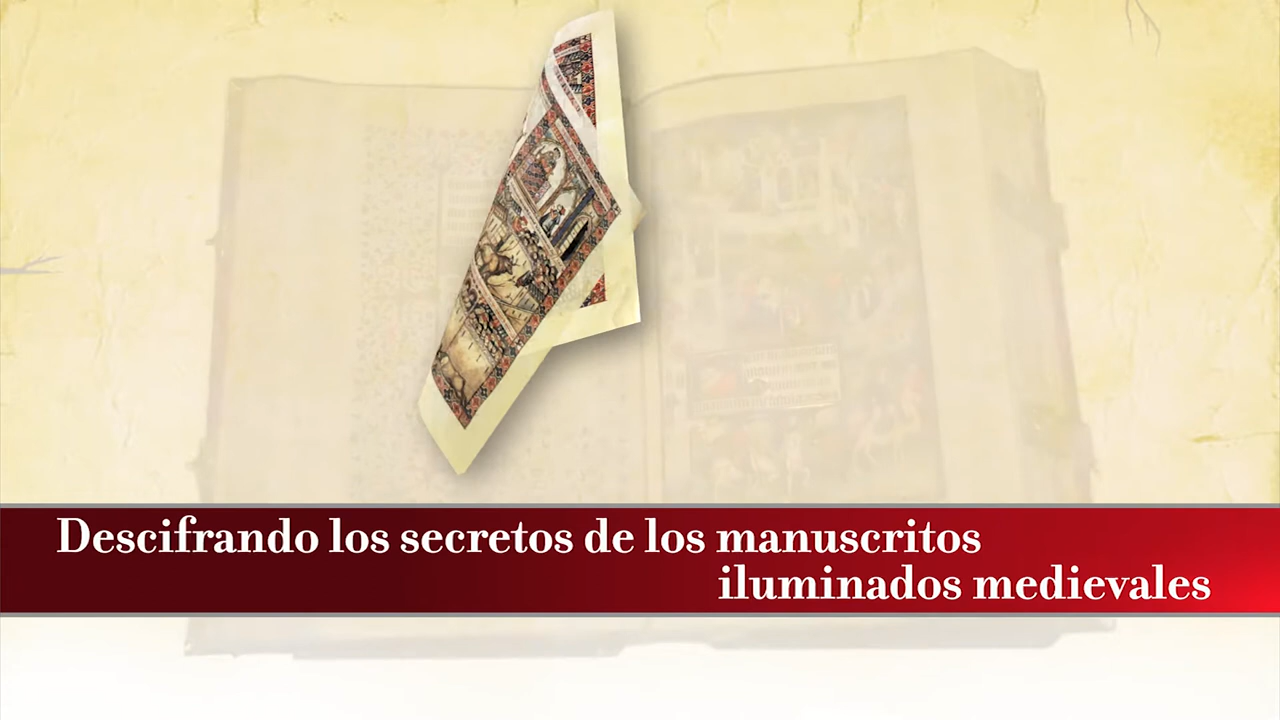 Descifrando los secretos de los manuscritos
iluminados medievales